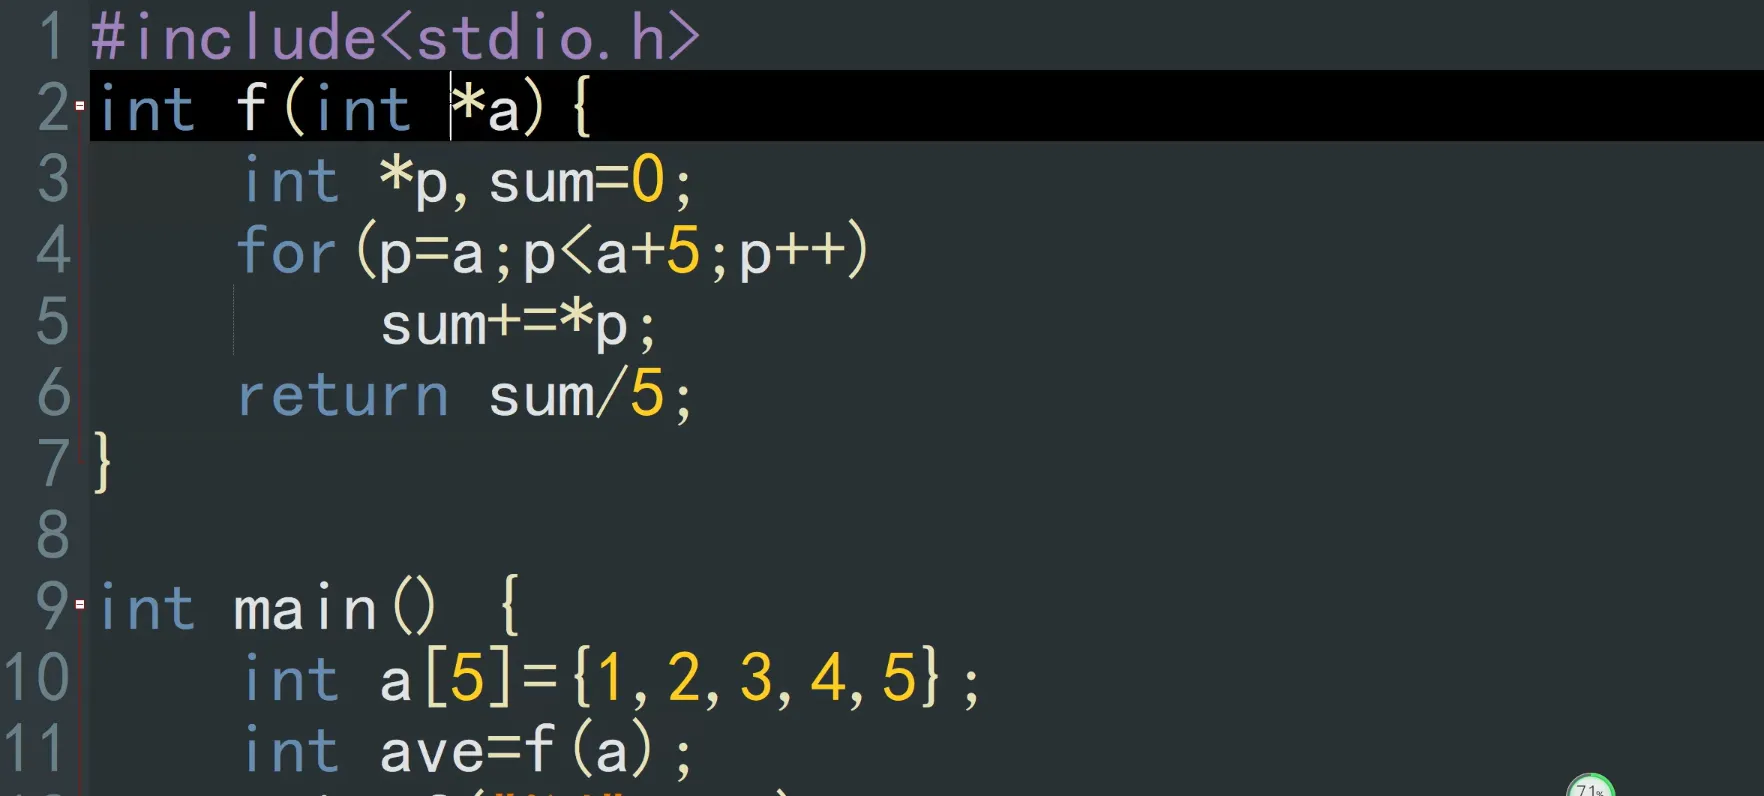 1 #include<stdio.h>
2 int f(int *a){
3 int *p,sum=0;
4 for(p=a;p<a+5;p++)
5 sum+=*p;
6 return sum/5;
7 }
8
9 int main() {
10 int a[5]={1,2,3,4,5};
11 int ave=f(a);
71%